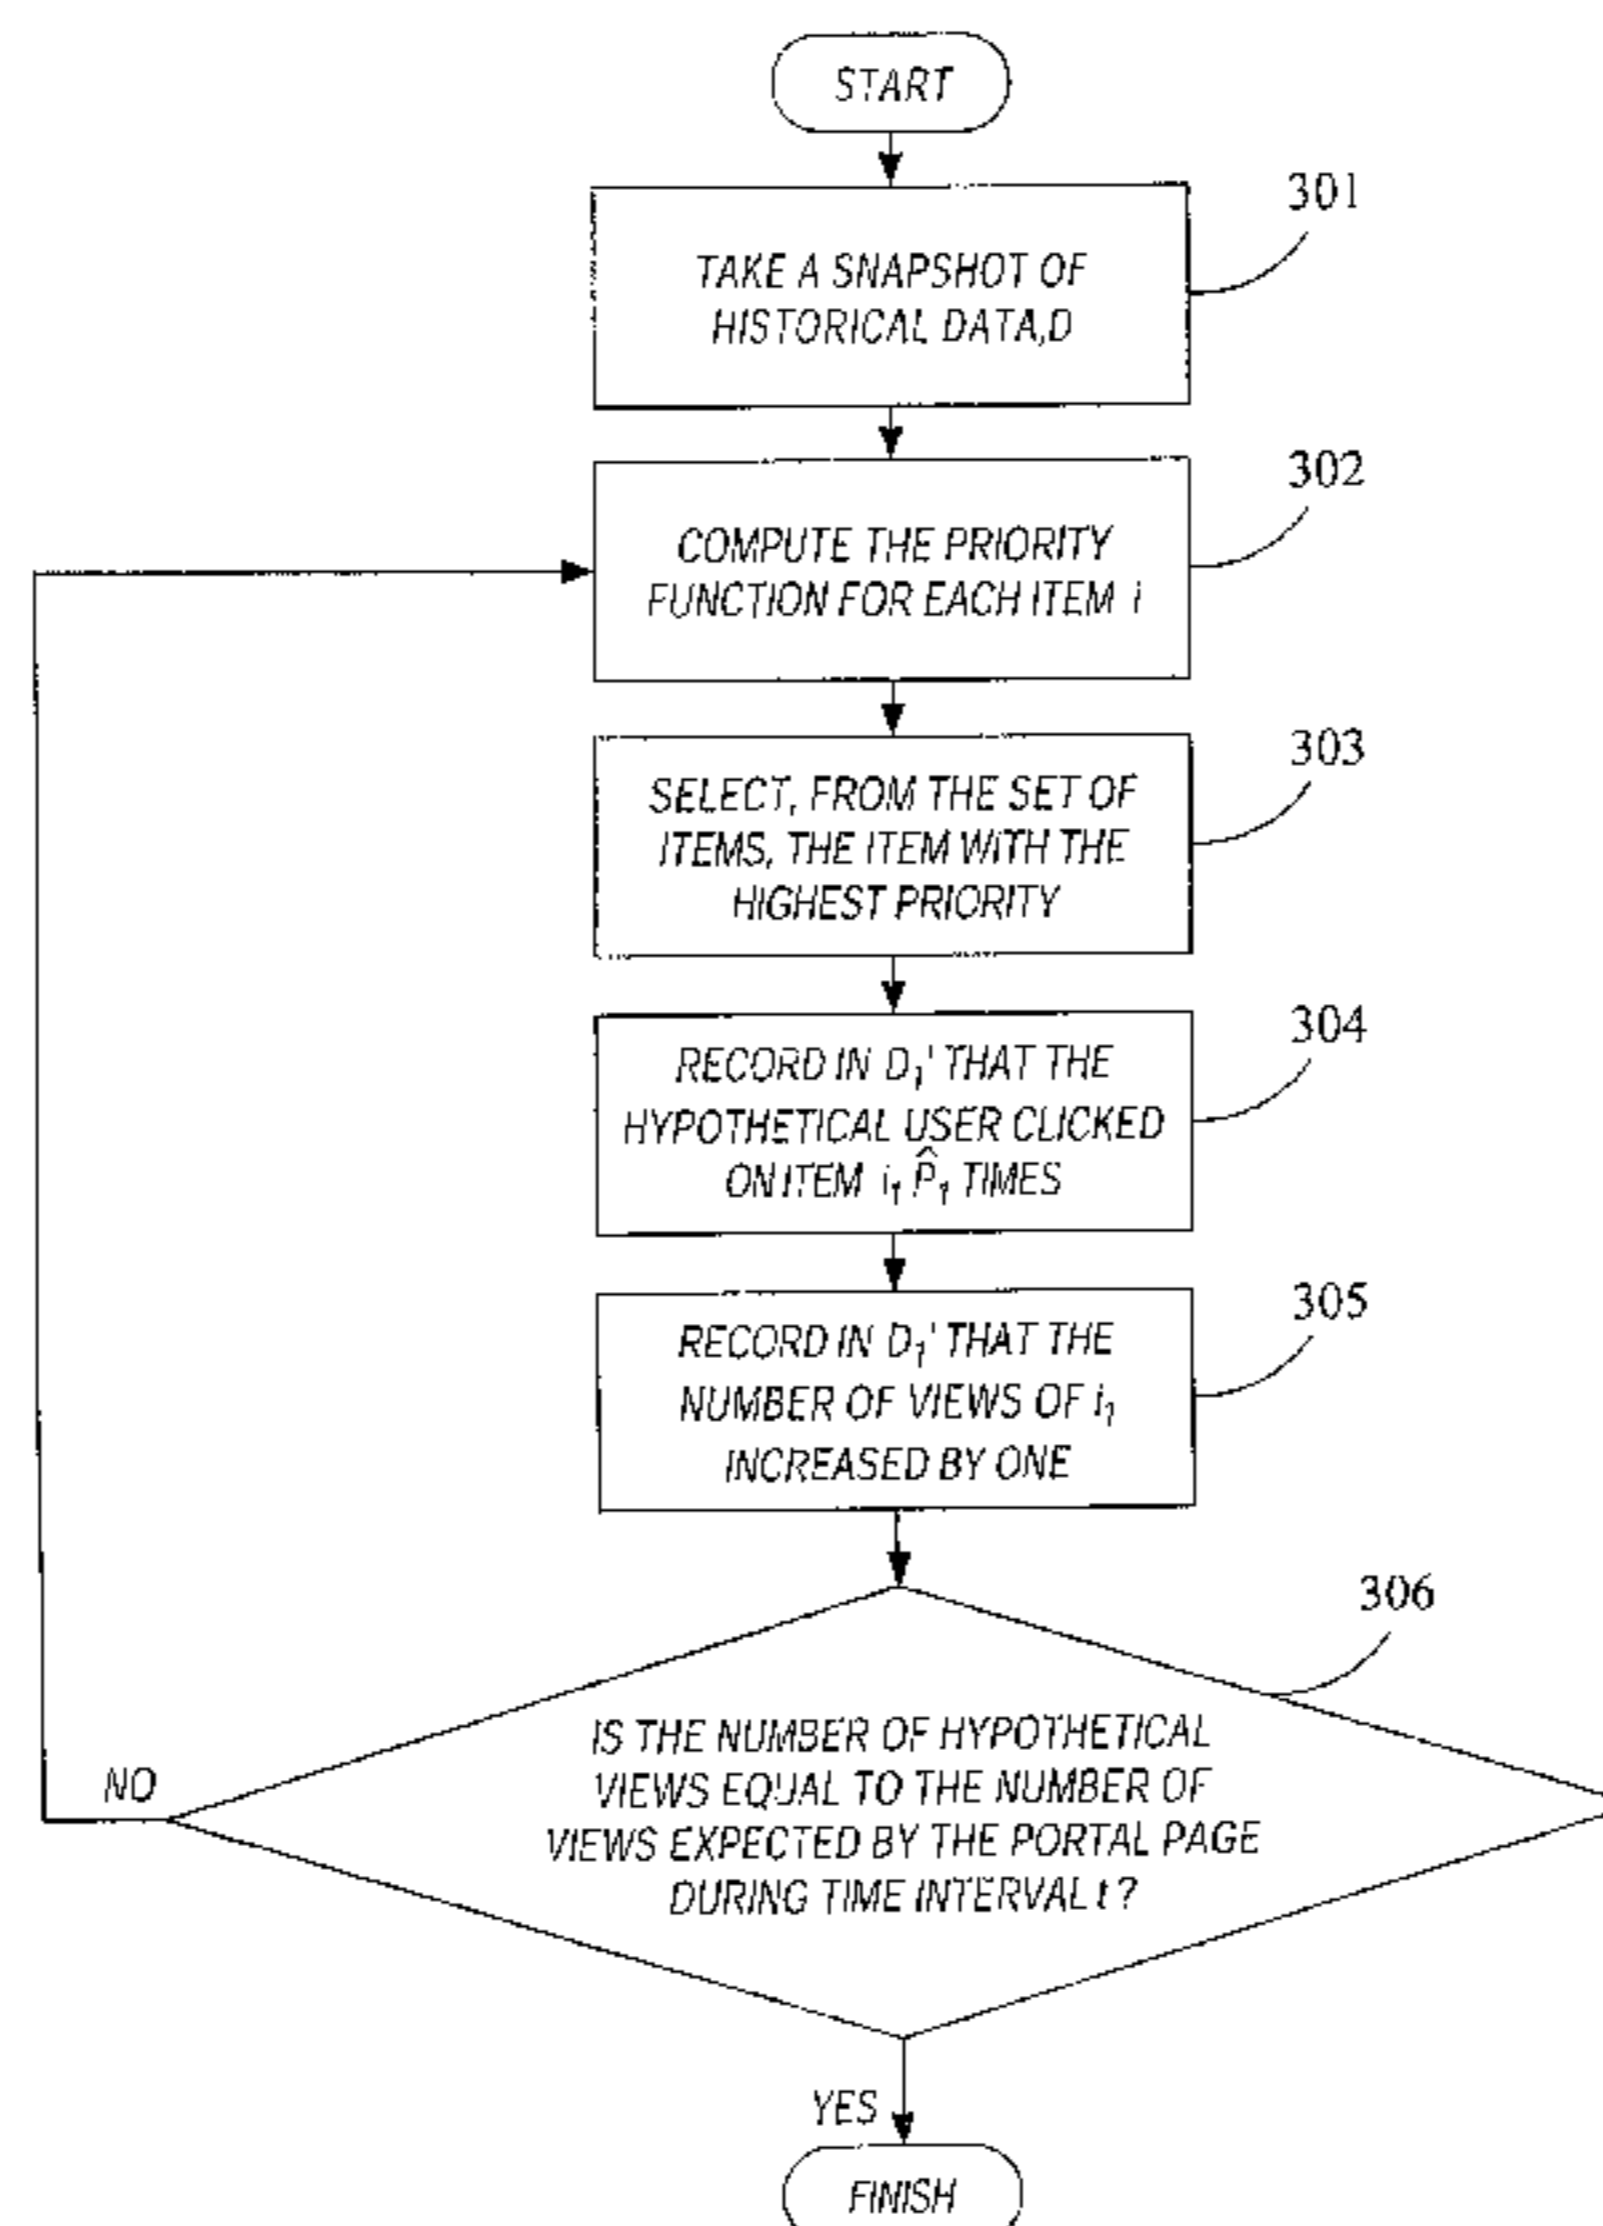 START
301
TAKE A SNAPSHOT OF
HISTORICAL DATA,D
302
COMPUTE THE PRIORITY
FUNCTION FOR EACH ITEM i
303
SELECT, FROM THE SET OF
ITEMS, THE ITEM WITH THE
HIGHEST PRIORITY
304
RECORD IN D₁' THAT THE
HYPOTHETICAL USER CLICKED
ON ITEM i₁ P̂₁ TIMES
305
RECORD IN D₁' THAT THE
NUMBER OF VIEWS OF i₁
INCREASED BY ONE
306
IS THE NUMBER OF HYPOTHETICAL
VIEWS EQUAL TO THE NUMBER OF
VIEWS EXPECTED BY THE PORTAL PAGE
DURING TIME INTERVAL t?
NO
YES
FINISH